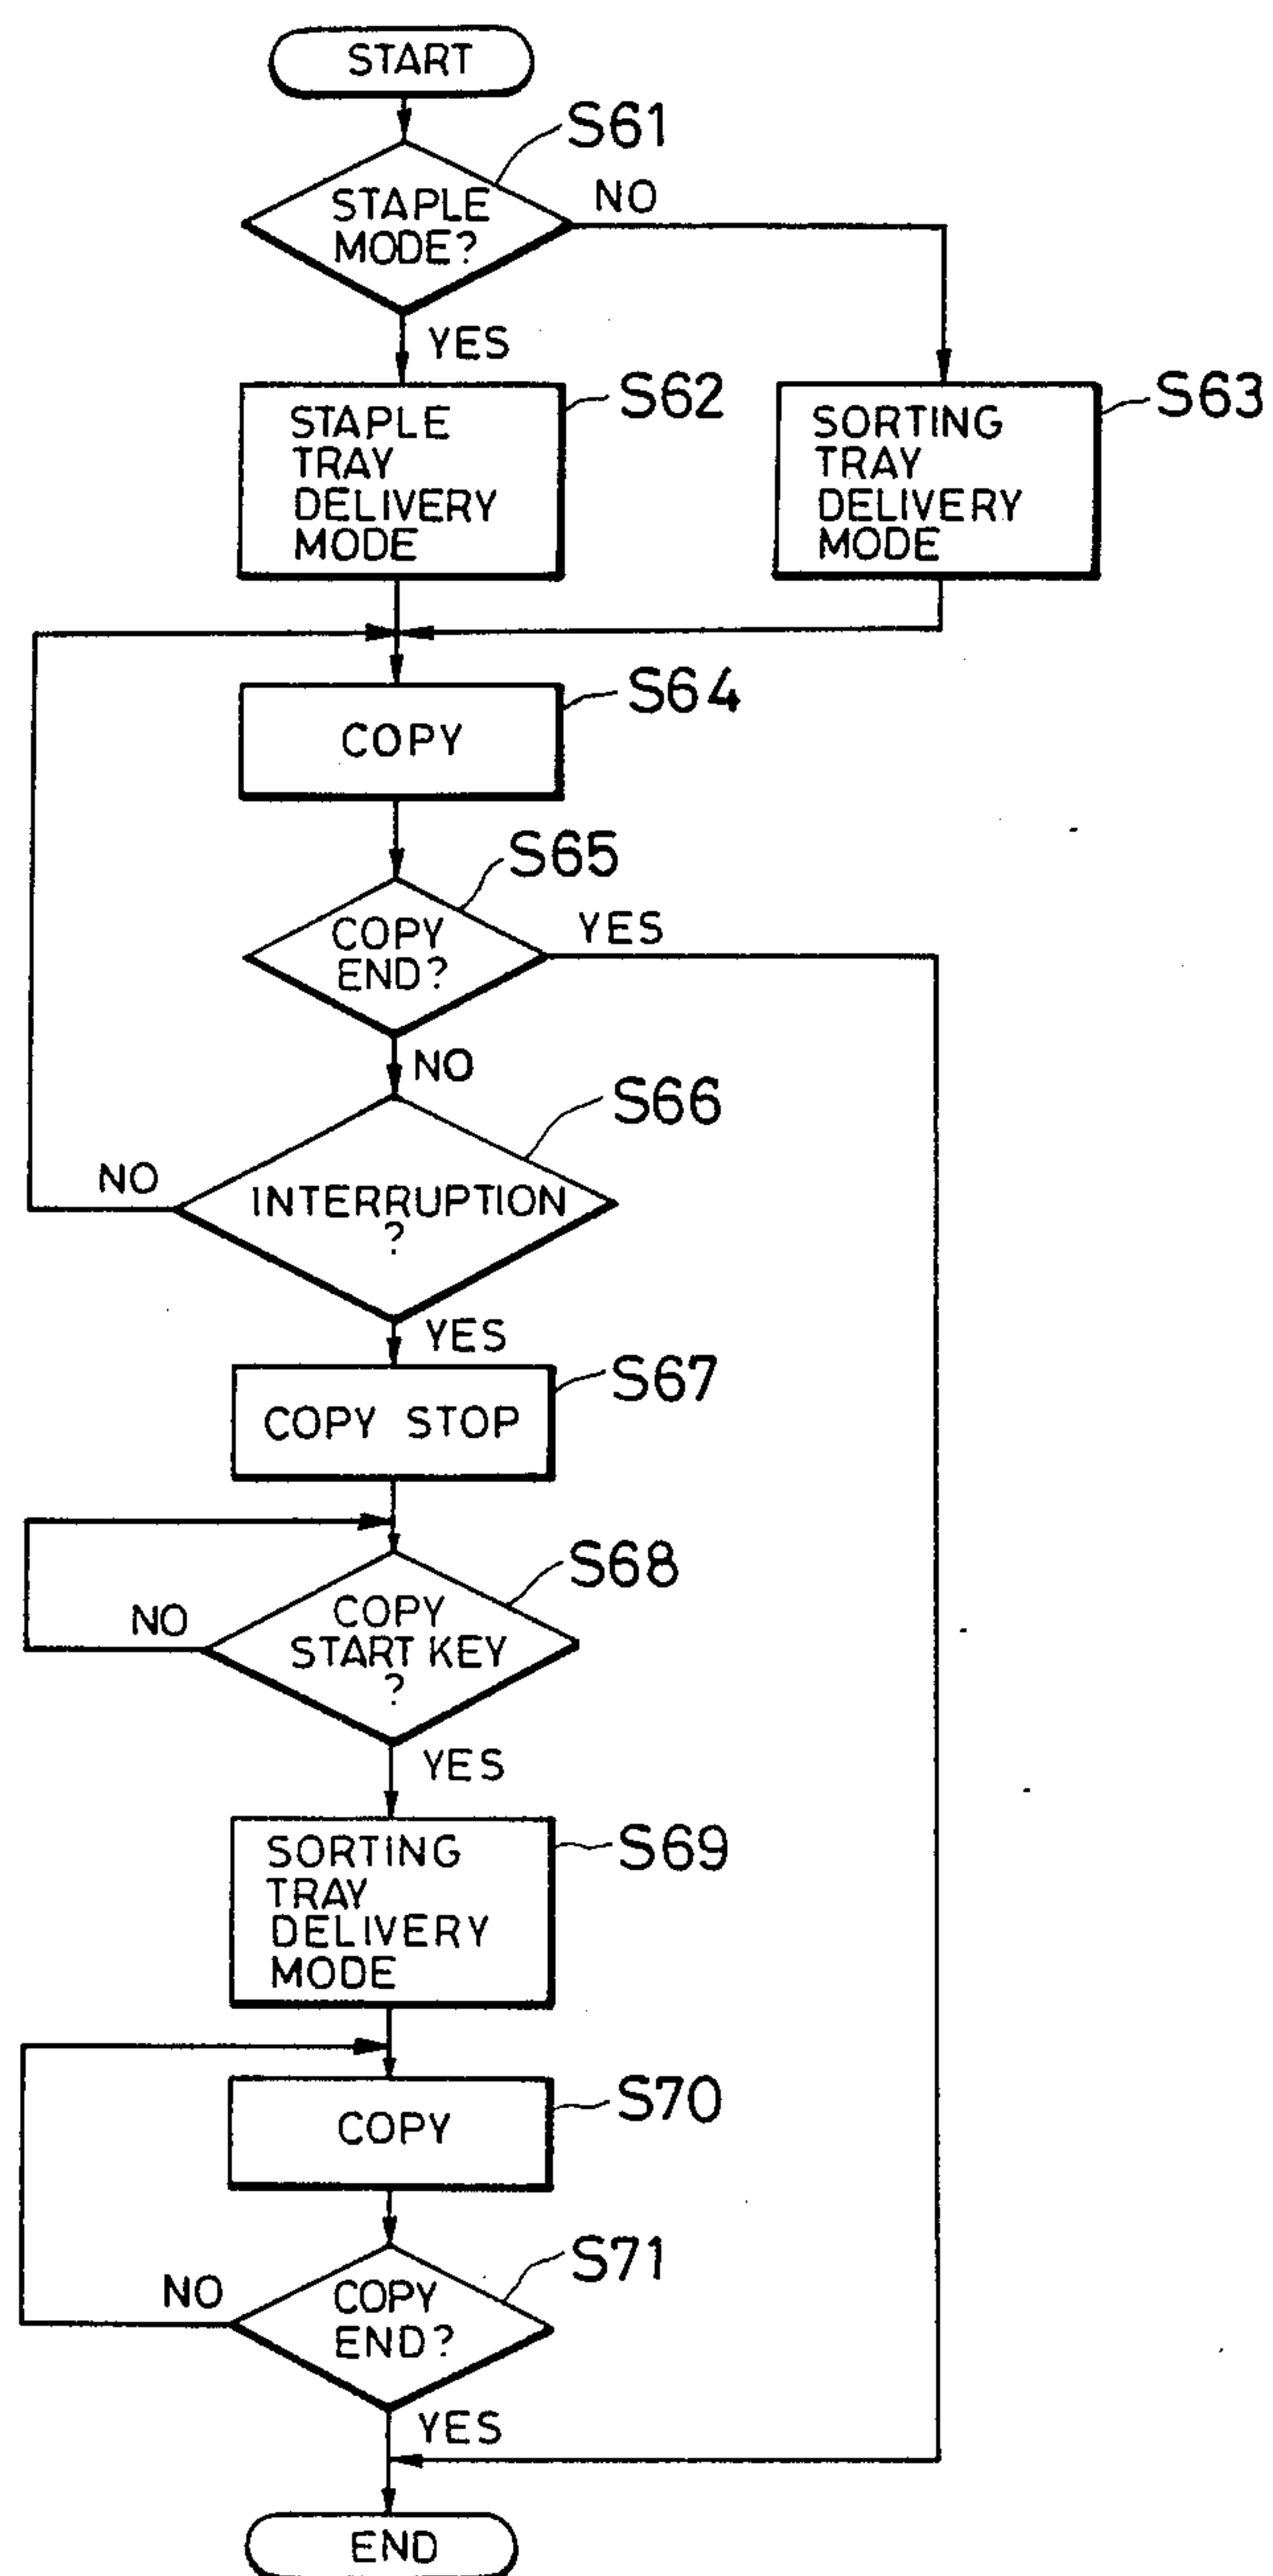 START
S61
STAPLE
MODE?
NO
YES
S62
STAPLE
TRAY
DELIVERY
MODE
S63
SORTING
TRAY
DELIVERY
MODE
S64
COPY
S65
COPY
END?
YES
NO
S66
INTERRUPTION
?
NO
YES
S67
COPY STOP
S68
COPY
START KEY
?
NO
YES
S69
SORTING
TRAY
DELIVERY
MODE
S70
COPY
S71
COPY
END?
NO
YES
END